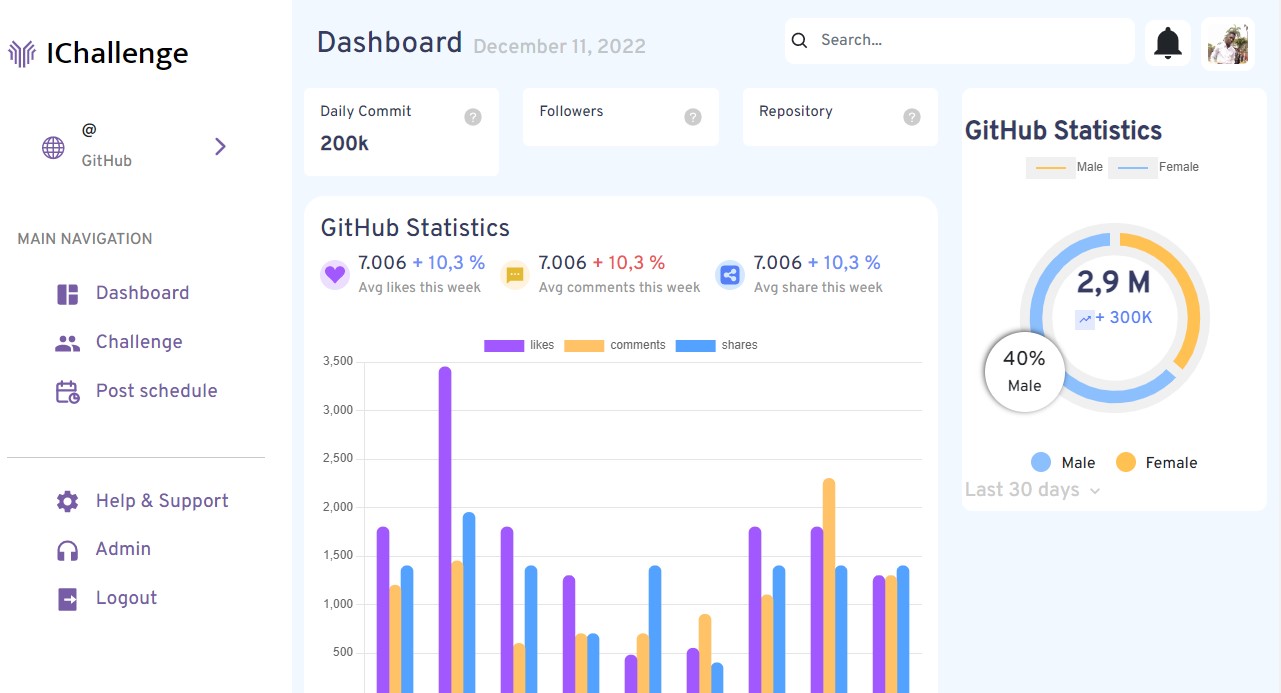 IChallenge
@
GitHub
MAIN NAVIGATION
Dashboard
Challenge
Post schedule
Help & Support
Admin
Logout
Dashboard December 11, 2022
Search...
Daily Commit ?
200k
Followers ?
Repository ?
GitHub Statistics
7.006 + 10,3 %
Avg likes this week
7.006 + 10,3 %
Avg comments this week
7.006 + 10,3 %
Avg share this week
likes comments shares
3,500
3,000
2,500
2,000
1,500
1,000
500
GitHub Statistics
Male Female
2,9 M
+ 300K
40%
Male
Male Female
Last 30 days